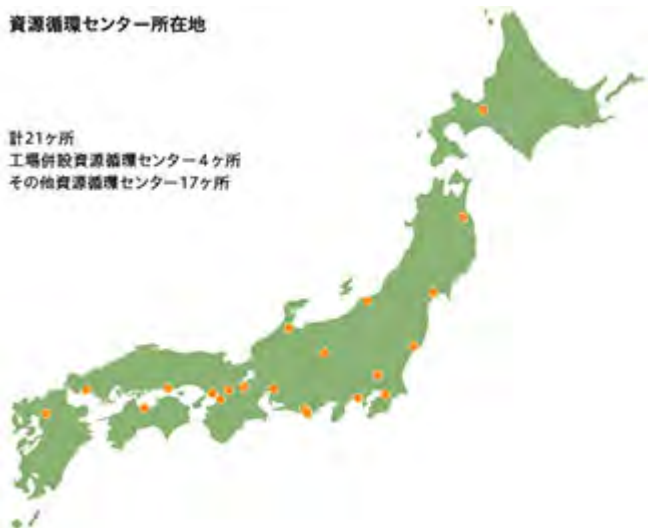 資源循環センター所在地
計21ヶ所
工場併設資源循環センター4ヶ所
その他資源循環センター17ヶ所